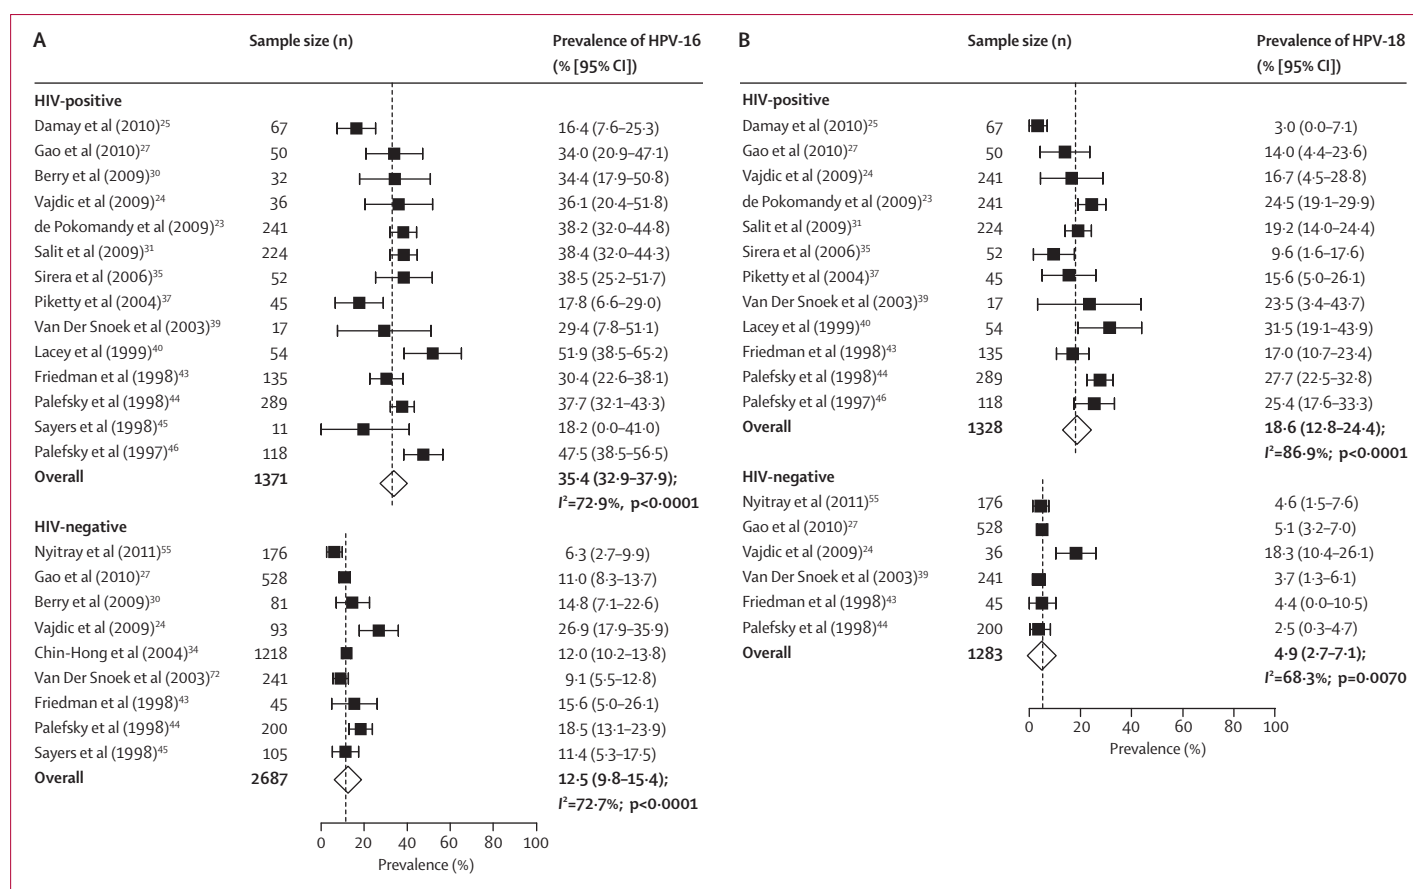 A Sample size (n) Prevalence of HPV-16
(% [95% CI])
HIV-positive
Damay et al (2010)25 67 16·4 (7·6–25·3)
Gao et al (2010)27 50 34·0 (20·9–47·1)
Berry et al (2009)30 32 34·4 (17·9–50·8)
Vajdic et al (2009)24 36 36·1 (20·4–51·8)
de Pokomandy et al (2009)23 241 38·2 (32·0–44·8)
Salit et al (2009)31 224 38·4 (32·0–44·3)
Sirera et al (2006)35 52 38·5 (25·2–51·7)
Piketty et al (2004)37 45 17·8 (6·6–29·0)
Van Der Snoek et al (2003)39 17 29·4 (7·8–51·1)
Lacey et al (1999)40 54 51·9 (38·5–65·2)
Friedman et al (1998)43 135 30·4 (22·6–38·1)
Palefsky et al (1998)44 289 37·7 (32·1–43·3)
Sayers et al (1998)45 11 18·2 (0·0–41·0)
Palefsky et al (1997)46 118 47·5 (38·5–56·5)
Overall 1371 35·4 (32·9–37·9);
I²=72·9%, p<0·0001
HIV-negative
Nyitray et al (2011)55 176 6·3 (2·7–9·9)
Gao et al (2010)27 528 11·0 (8·3–13·7)
Berry et al (2009)30 81 14·8 (7·1–22·6)
Vajdic et al (2009)24 93 26·9 (17·9–35·9)
Chin-Hong et al (2004)34 1218 12·0 (10·2–13·8)
Van Der Snoek et al (2003)72 241 9·1 (5·5–12·8)
Friedman et al (1998)43 45 15·6 (5·0–26·1)
Palefsky et al (1998)44 200 18·5 (13·1–23·9)
Sayers et al (1998)45 105 11·4 (5·3–17·5)
Overall 2687 12·5 (9·8–15·4);
I²=72·7%; p<0·0001
0 20 40 60 80 100
Prevalence (%)
B Sample size (n) Prevalence of HPV-18
(% [95% CI])
HIV-positive
Damay et al (2010)25 67 3·0 (0·0–7·1)
Gao et al (2010)27 50 14·0 (4·4–23·6)
Vajdic et al (2009)24 241 16·7 (4·5–28·8)
de Pokomandy et al (2009)23 241 24·5 (19·1–29·9)
Salit et al (2009)31 224 19·2 (14·0–24·4)
Sirera et al (2006)35 52 9·6 (1·6–17·6)
Piketty et al (2004)37 45 15·6 (5·0–26·1)
Van Der Snoek et al (2003)39 17 23·5 (3·4–43·7)
Lacey et al (1999)40 54 31·5 (19·1–43·9)
Friedman et al (1998)43 135 17·0 (10·7–23·4)
Palefsky et al (1998)44 289 27·7 (22·5–32·8)
Palefsky et al (1997)46 118 25·4 (17·6–33·3)
Overall 1328 18·6 (12·8–24·4);
I²=86·9%; p<0·0001
HIV-negative
Nyitray et al (2011)55 176 4·6 (1·5–7·6)
Gao et al (2010)27 528 5·1 (3·2–7·0)
Vajdic et al (2009)24 36 18·3 (10·4–26·1)
Van Der Snoek et al (2003)39 241 3·7 (1·3–6·1)
Friedman et al (1998)43 45 4·4 (0·0–10·5)
Palefsky et al (1998)44 200 2·5 (0·3–4·7)
Overall 1283 4·9 (2·7–7·1);
I²=68·3%; p=0·0070
0 20 40 60 80 100
Prevalence (%)